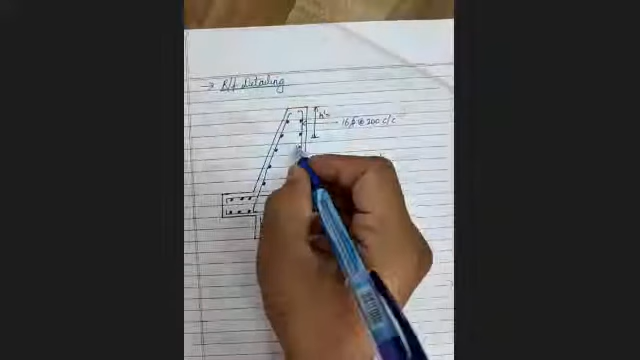 → R/f Detailing
16ϕ @ 200 c/c